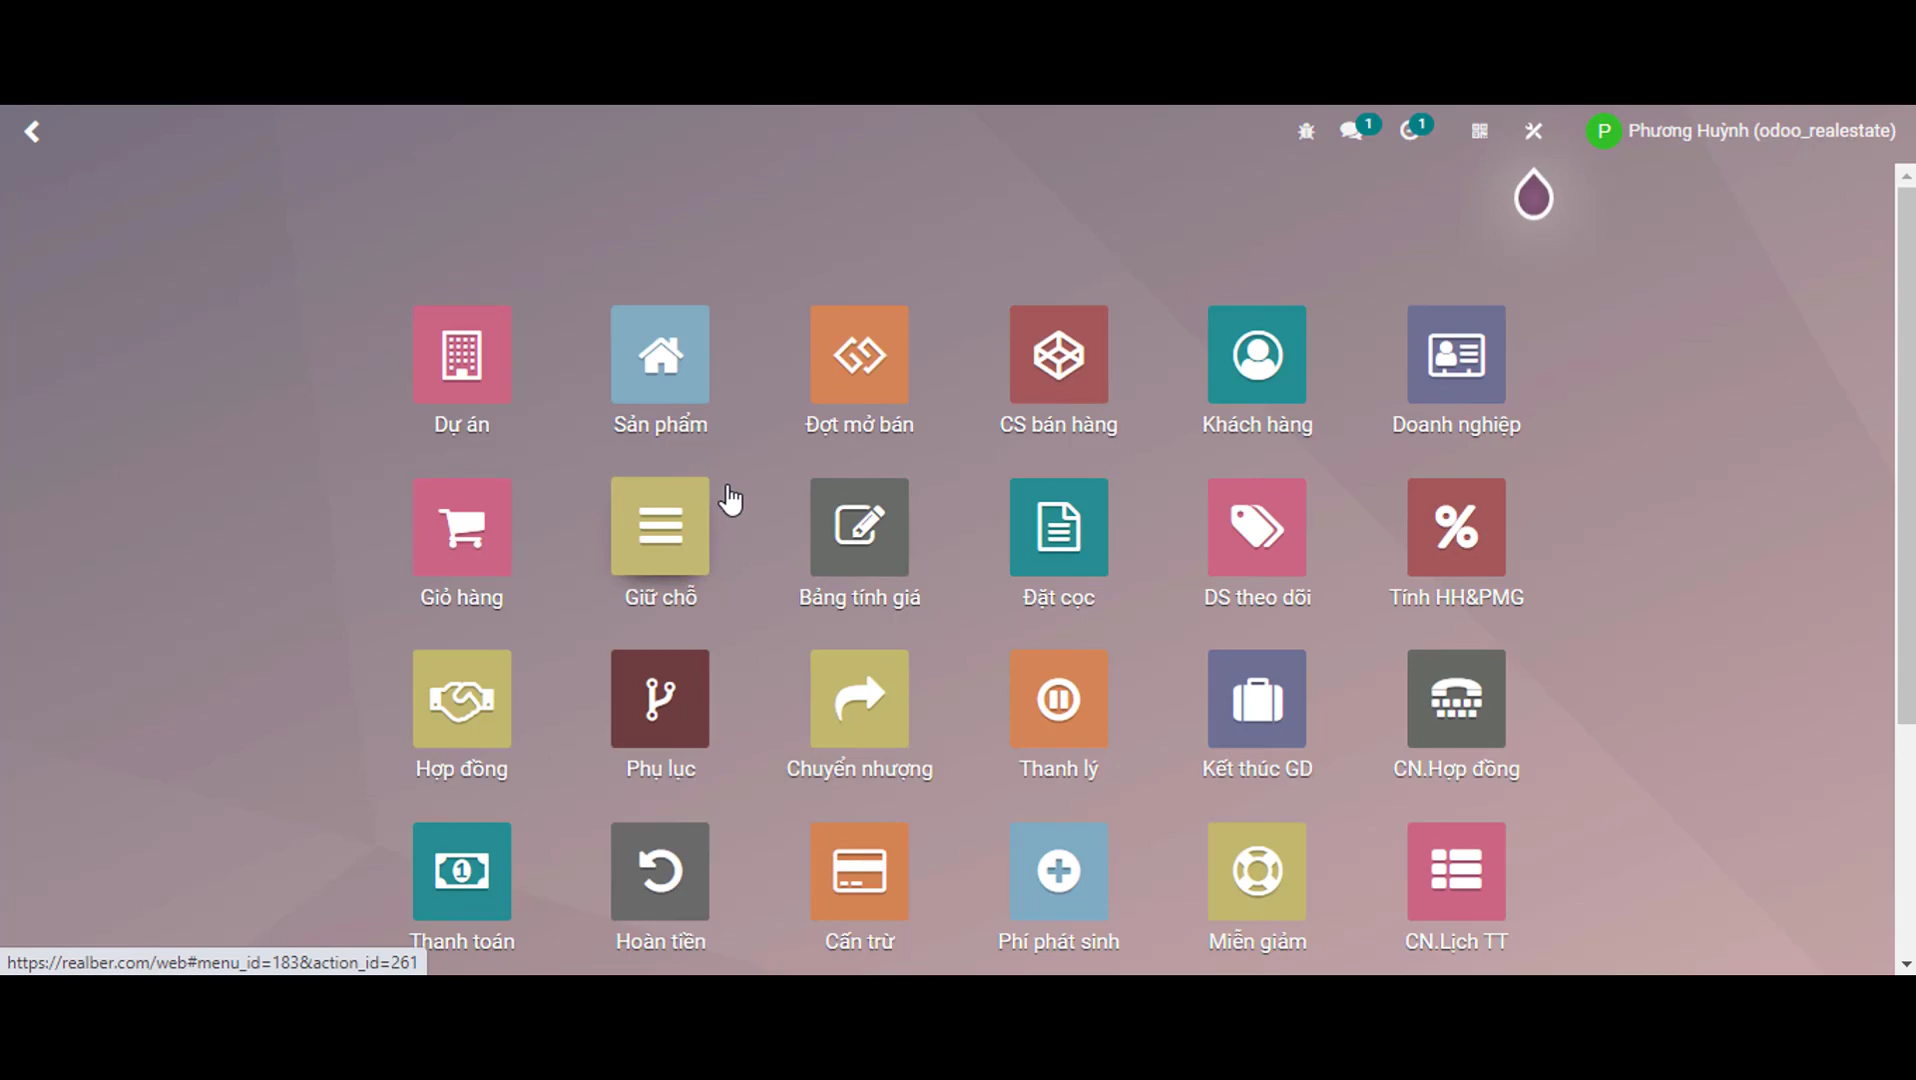 1
1
P
Phương Huỳnh (odoo_realestate)
Dự án
Sản phẩm
Đợt mở bán
CS bán hàng
Khách hàng
Doanh nghiệp
Giỏ hàng
Giữ chỗ
Bảng tính giá
Đặt cọc
DS theo dõi
Tính HH&PMG
Hợp đồng
Phụ lục
Chuyển nhượng
Thanh lý
Kết thúc GD
CN.Hợp đồng
1
Thanh toán
Hoàn tiền
Cấn trừ
Phí phát sinh
Miễn giảm
CN.Lịch TT
https://realber.com/web#menu_id=183&action_id=261